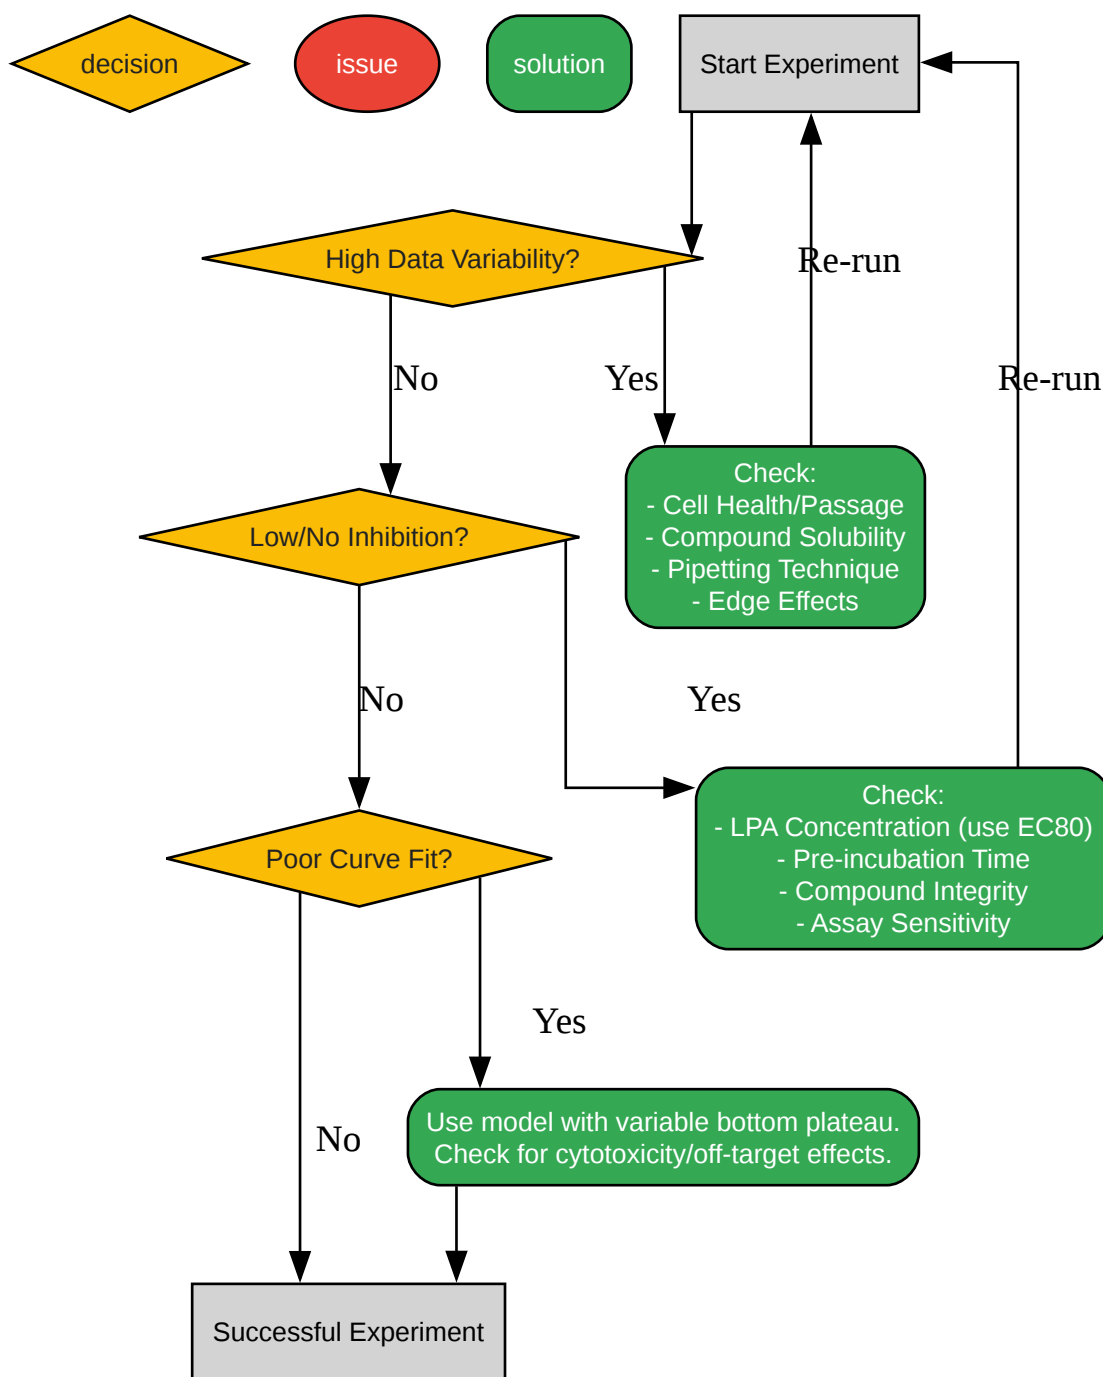 decision
issue
solution
Start Experiment
High Data Variability?
Re-run
No
Yes
Re-run
Check:
- Cell Health/Passage
- Compound Solubility
- Pipetting Technique
- Edge Effects
Low/No Inhibition?
No
Yes
Check:
- LPA Concentration (use EC80)
- Pre-incubation Time
- Compound Integrity
- Assay Sensitivity
Poor Curve Fit?
Yes
No
Use model with variable bottom plateau.
Check for cytotoxicity/off-target effects.
Successful Experiment